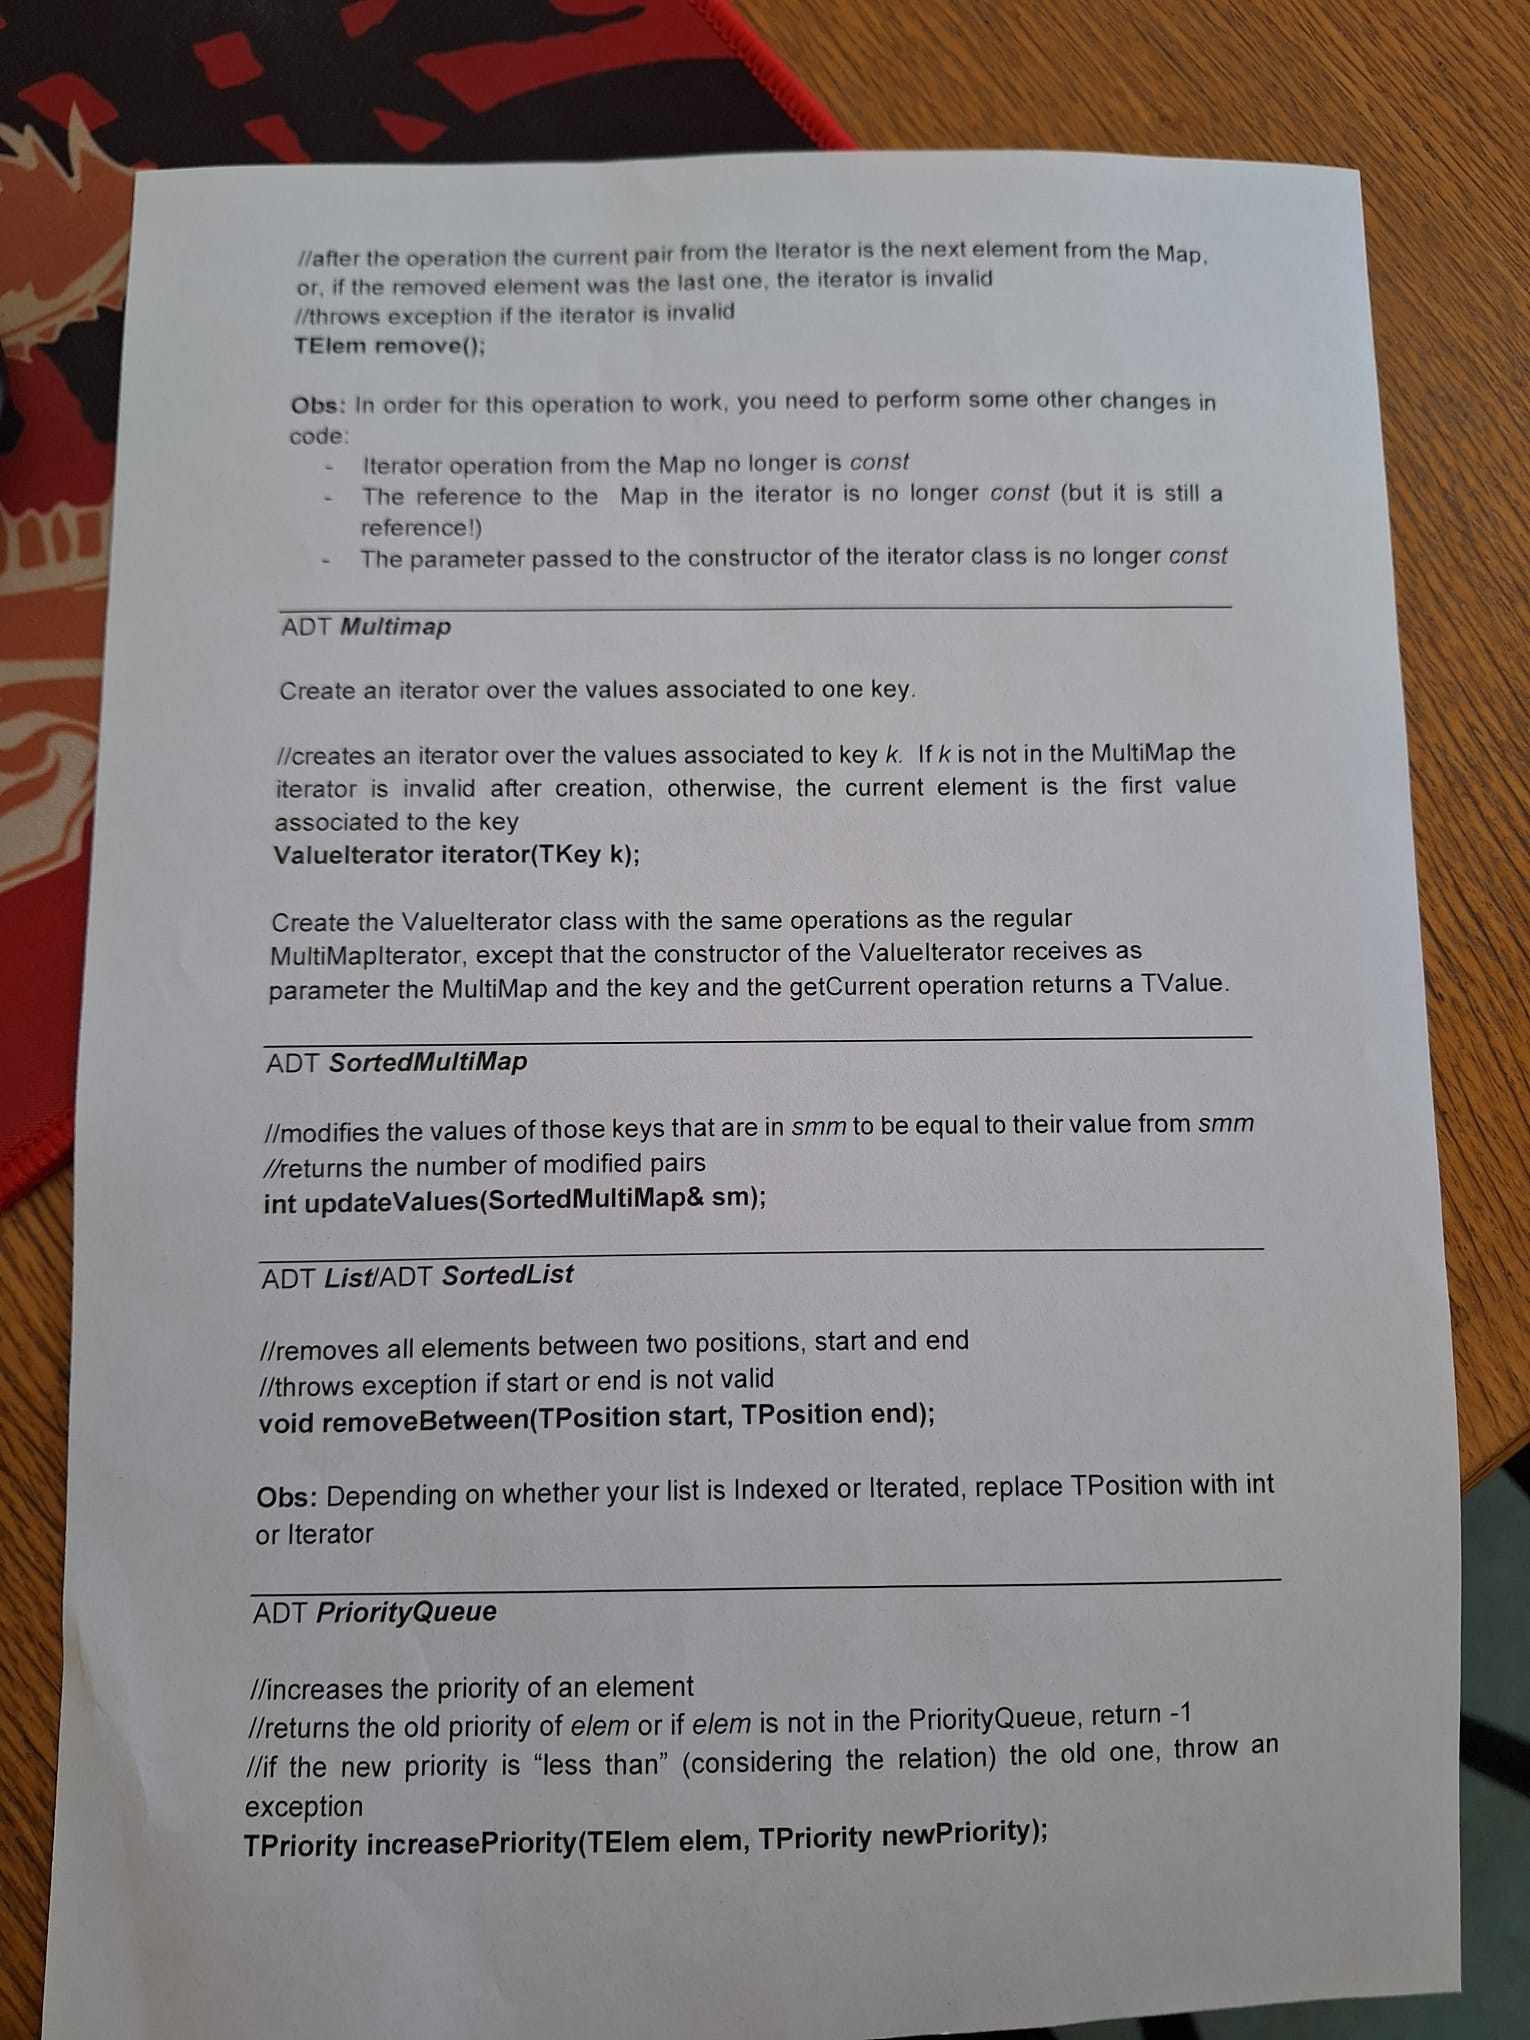 //after the operation the current pair from the Iterator is the next element from the Map,
or, if the removed element was the last one, the iterator is invalid
//throws exception if the iterator is invalid
TElem remove();
Obs: In order for this operation to work, you need to perform some other changes in
code:
- Iterator operation from the Map no longer is const
- The reference to the Map in the iterator is no longer const (but it is still a
reference!)
- The parameter passed to the constructor of the iterator class is no longer const
ADT Multimap
Create an iterator over the values associated to one key.
//creates an iterator over the values associated to key k. If k is not in the MultiMap the
iterator is invalid after creation, otherwise, the current element is the first value
associated to the key
ValueIterator iterator(TKey k);
Create the ValueIterator class with the same operations as the regular
MultiMapIterator, except that the constructor of the ValueIterator receives as
parameter the MultiMap and the key and the getCurrent operation returns a TValue.
ADT SortedMultiMap
//modifies the values of those keys that are in smm to be equal to their value from smm
//returns the number of modified pairs
int updateValues(SortedMultiMap& sm);
ADT List/ADT SortedList
//removes all elements between two positions, start and end
//throws exception if start or end is not valid
void removeBetween(TPosition start, TPosition end);
Obs: Depending on whether your list is Indexed or Iterated, replace TPosition with int
or Iterator
ADT PriorityQueue
//increases the priority of an element
//returns the old priority of elem or if elem is not in the PriorityQueue, return -1
//if the new priority is “less than” (considering the relation) the old one, throw an
exception
TPriority increasePriority(TElem elem, TPriority newPriority);